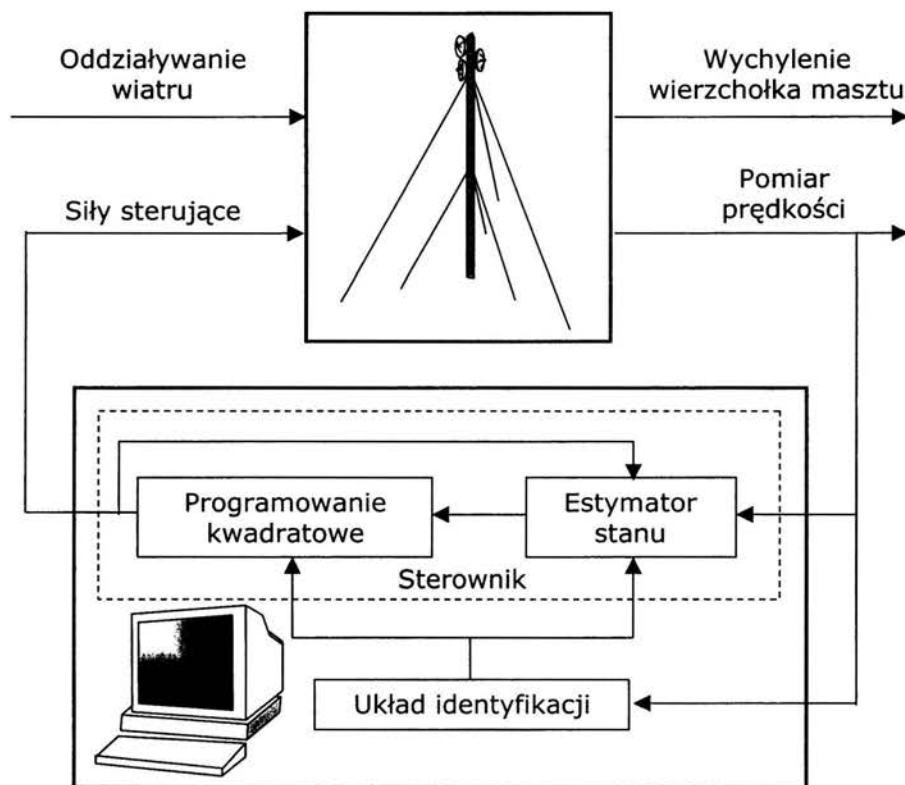 Oddziaływanie
wiatru
Wychylenie
wierzchołka masztu
Siły sterujące
Pomiar
prędkości
Programowanie
kwadratowe
Estymator
stanu
Sterownik
Układ identyfikacji